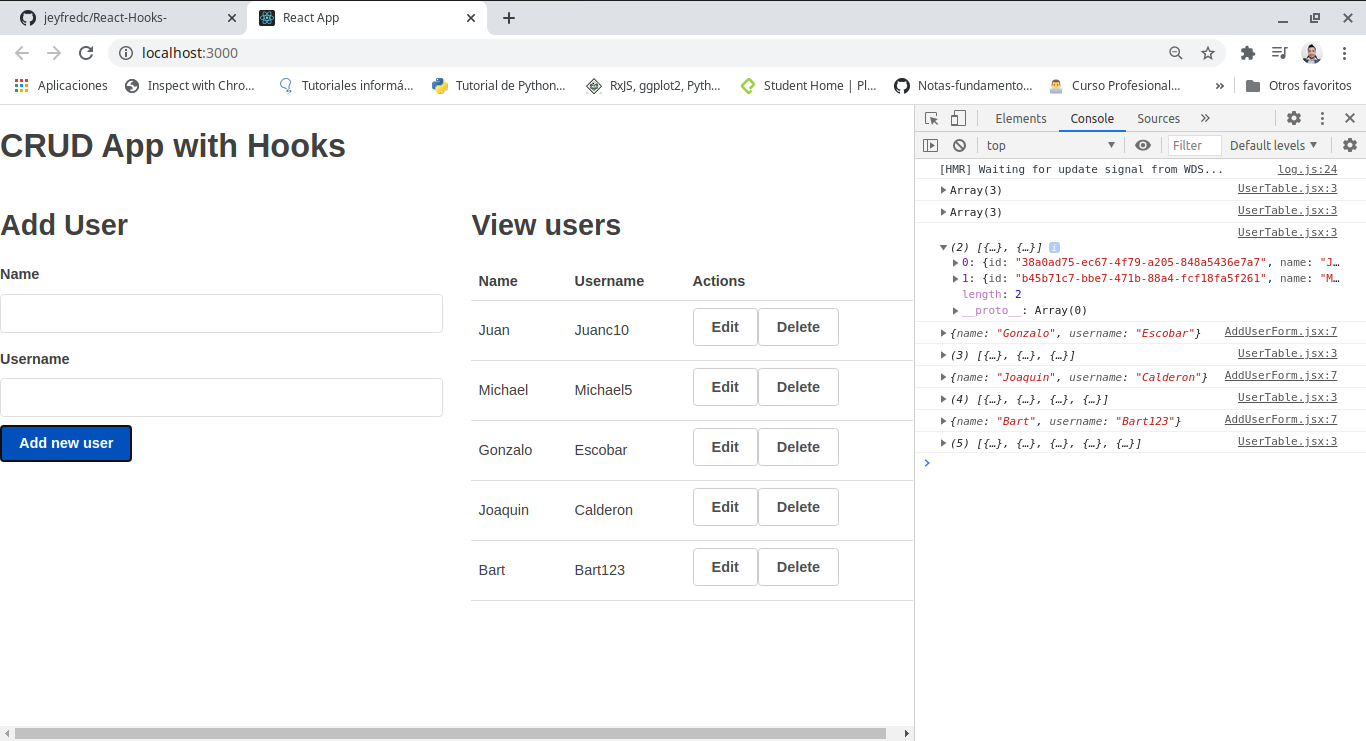 jeyfredc/React-Hooks-
React App
localhost:3000
Aplicaciones
Inspect with Chro...
Tutoriales informá...
Tutorial de Python...
RxJS, ggplot2, Pyth...
Student Home | Pl...
Notas-fundamento...
Curso Profesional...
»
Otros favoritos
CRUD App with Hooks
Add User
Name
Username
Add new user
View users
Name Username Actions
Juan Juanc10 Edit Delete
Michael Michael5 Edit Delete
Gonzalo Escobar Edit Delete
Joaquin Calderon Edit Delete
Bart Bart123 Edit Delete
Elements Console Sources »
top Filter Default levels
[HMR] Waiting for update signal from WDS... log.js:24
Array(3) UserTable.jsx:3
Array(3) UserTable.jsx:3
UserTable.jsx:3
(2) [{…}, {…}] i
0: {id: "38a0ad75-ec67-4f79-a205-848a5436e7a7", name: "J…
1: {id: "b45b71c7-bbe7-471b-88a4-fcf18fa5f261", name: "M…
length: 2
__proto__: Array(0)
{name: "Gonzalo", username: "Escobar"} AddUserForm.jsx:7
(3) [{…}, {…}, {…}] UserTable.jsx:3
{name: "Joaquin", username: "Calderon"} AddUserForm.jsx:7
(4) [{…}, {…}, {…}, {…}] UserTable.jsx:3
{name: "Bart", username: "Bart123"} AddUserForm.jsx:7
(5) [{…}, {…}, {…}, {…}, {…}] UserTable.jsx:3